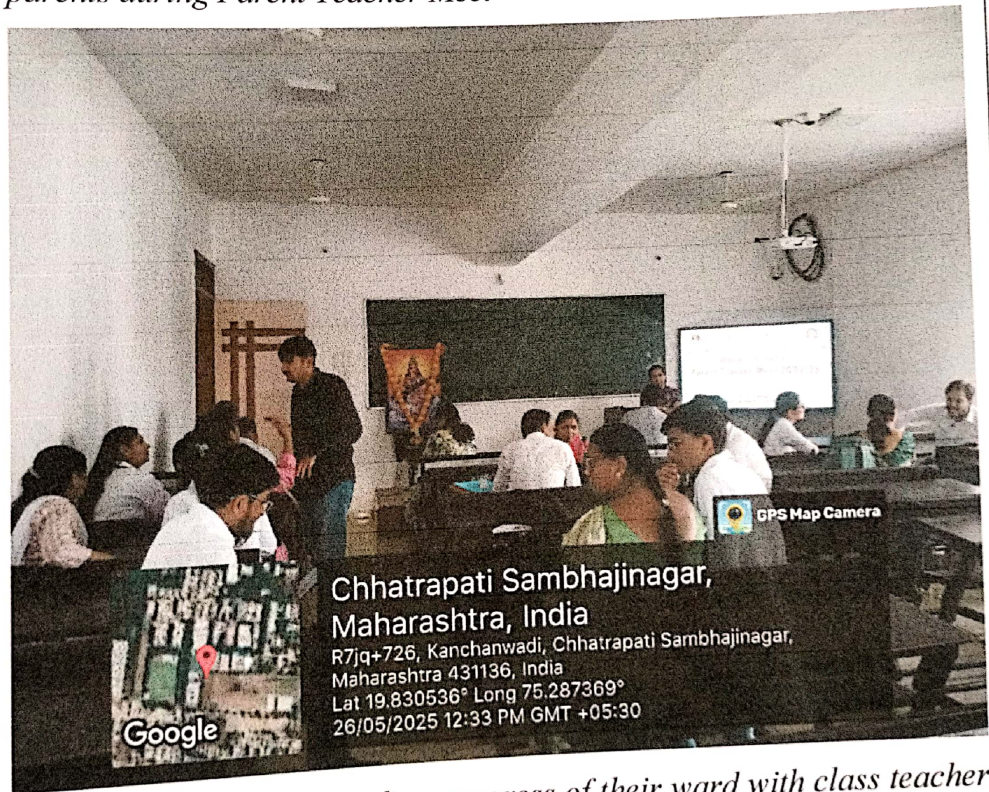 parents during Parent Teacher Meet
GPS Map Camera
Chhatrapati Sambhajinagar,
Maharashtra, India
R7jq+726, Kanchanwadi, Chhatrapati Sambhajinagar,
Maharashtra 431136, India
Lat 19.830536° Long 75.287369°
26/05/2025 12:33 PM GMT +05:30
Google
of their ward with class teacher